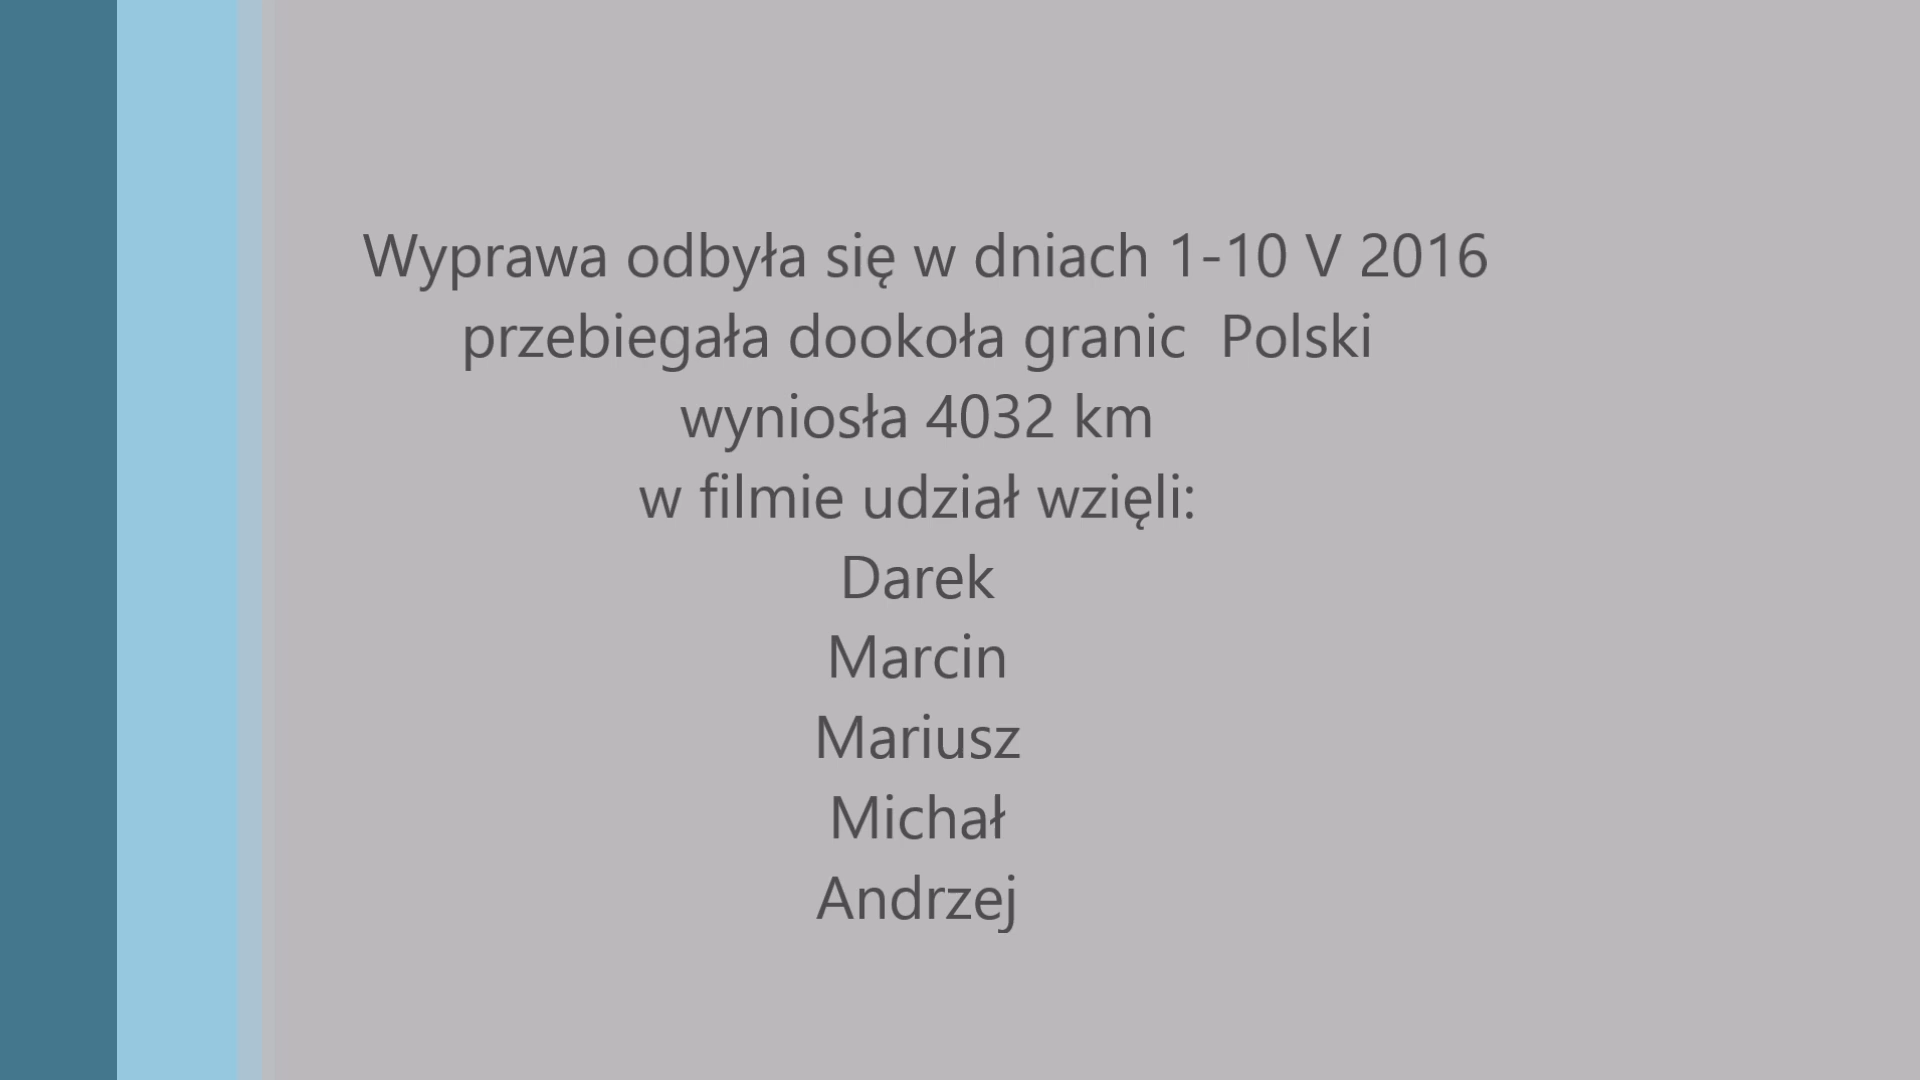 Wyprawa odbyła się w dniach 1-10 V 2016
przebiegała dookoła granic  Polski
wyniosła 4032 km
w filmie udział wzięli:
Darek
Marcin
Mariusz
Michał
Andrzej